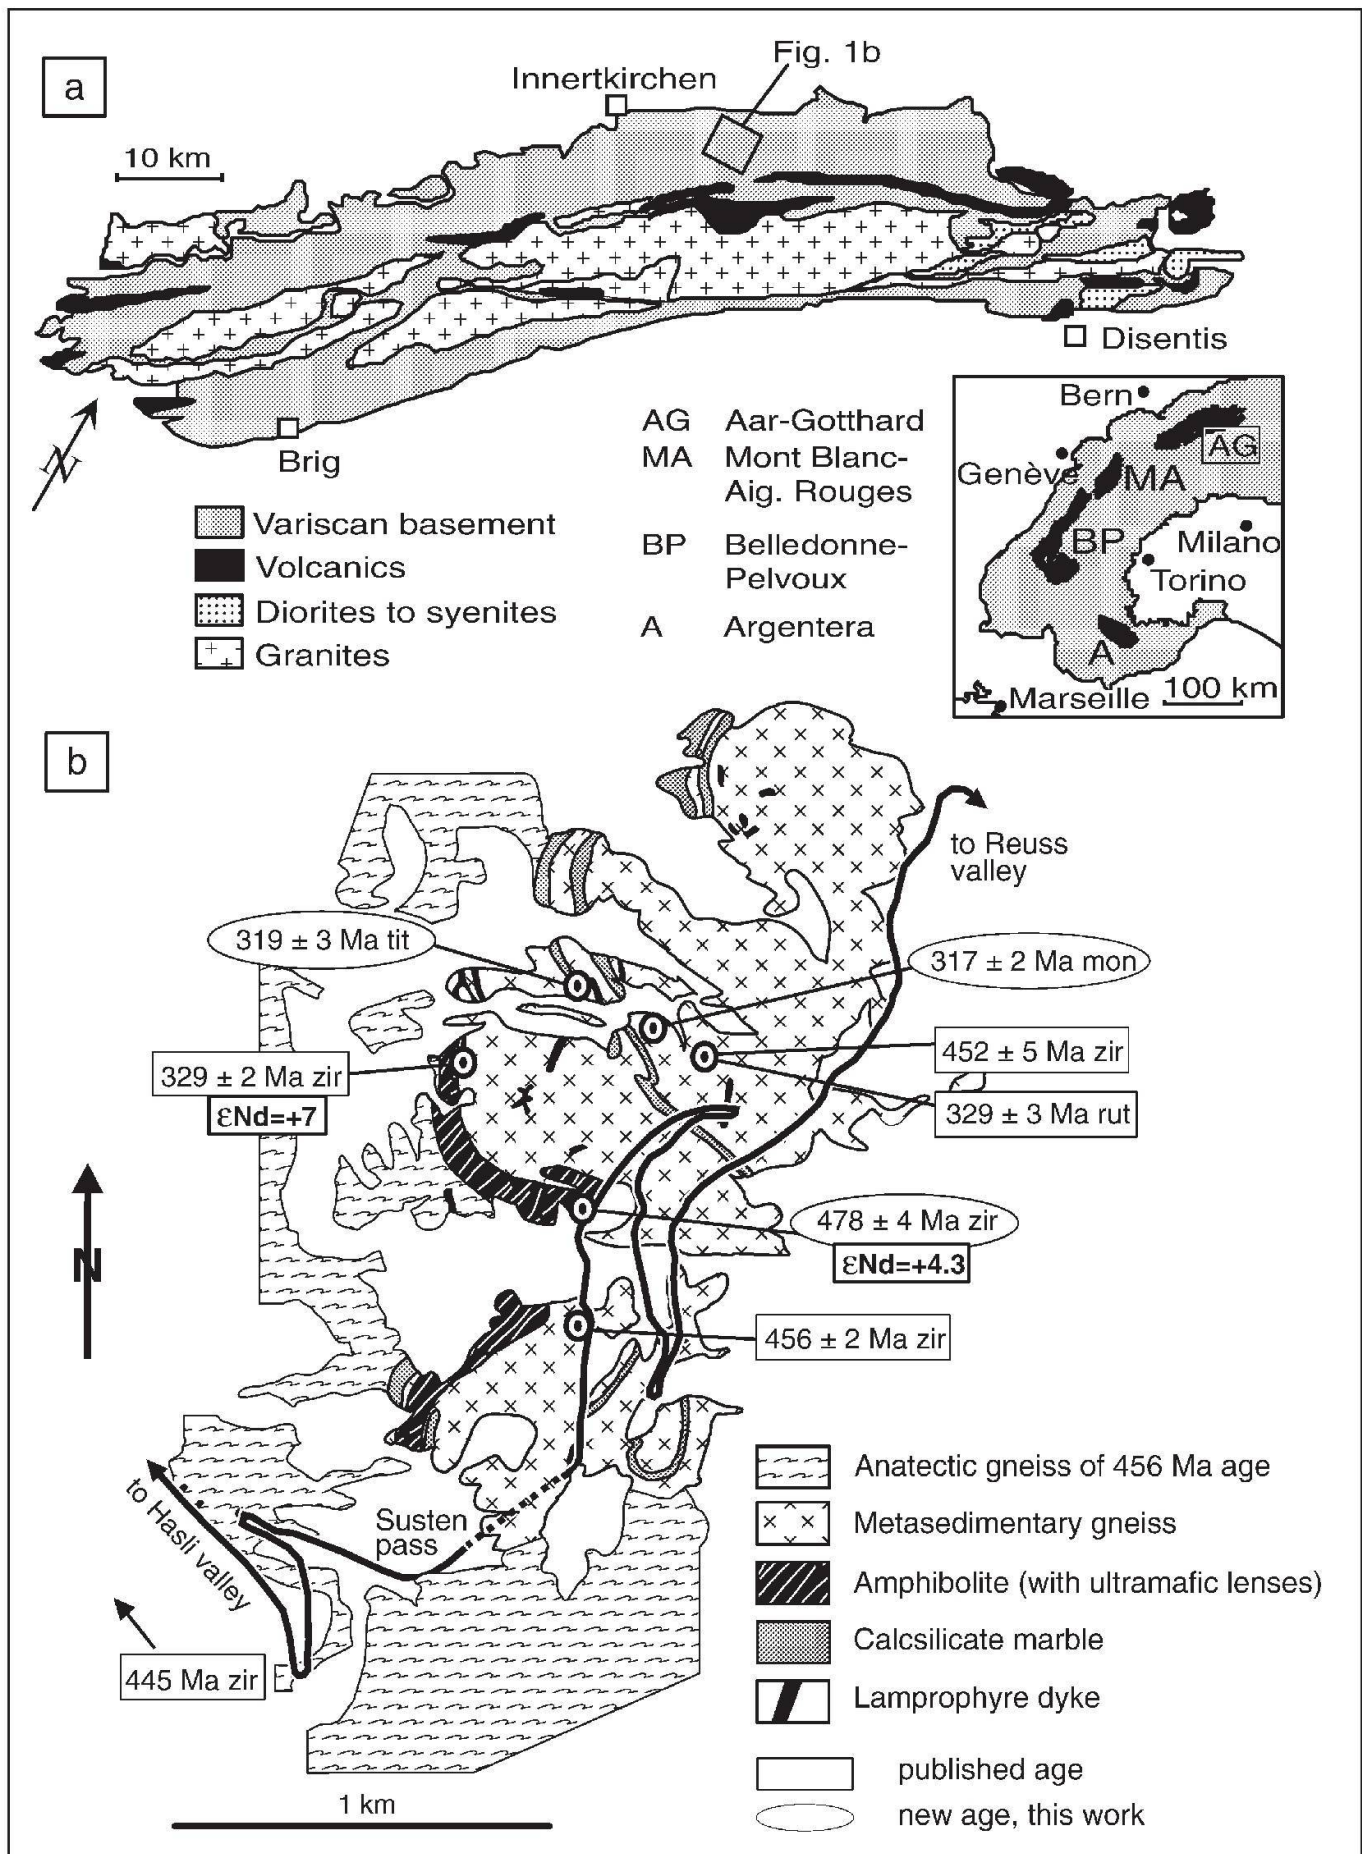 a
Fig. 1b
Innertkirchen
10 km
Disentis
N
Brig
Variscan basement
Volcanics
Diorites to syenites
Granites
AG Aar-Gotthard
MA Mont Blanc-
Aig. Rouges
BP Belledonne-
Pelvoux
A Argentera
Bern
AG
Genève
MA
BP
Milano
Torino
A
Marseille
100 km
b
to Reuss
valley
319 ± 3 Ma tit
317 ± 2 Ma mon
452 ± 5 Ma zir
329 ± 2 Ma zir
εNd=+7
329 ± 3 Ma rut
N
478 ± 4 Ma zir
εNd=+4.3
456 ± 2 Ma zir
to Hasli valley
Susten
pass
445 Ma zir
Anatectic gneiss of 456 Ma age
Metasedimentary gneiss
Amphibolite (with ultramafic lenses)
Calcsilicate marble
Lamprophyre dyke
published age
new age, this work
1 km